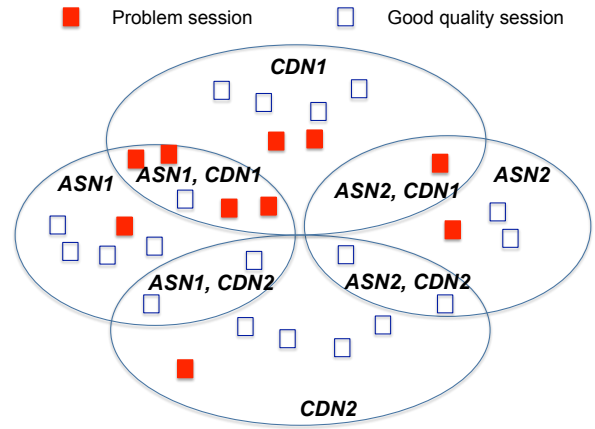 Problem session Good quality session
CDN1
ASN1 ASN1, CDN1 ASN2, CDN1 ASN2
ASN1, CDN2 ASN2, CDN2
CDN2